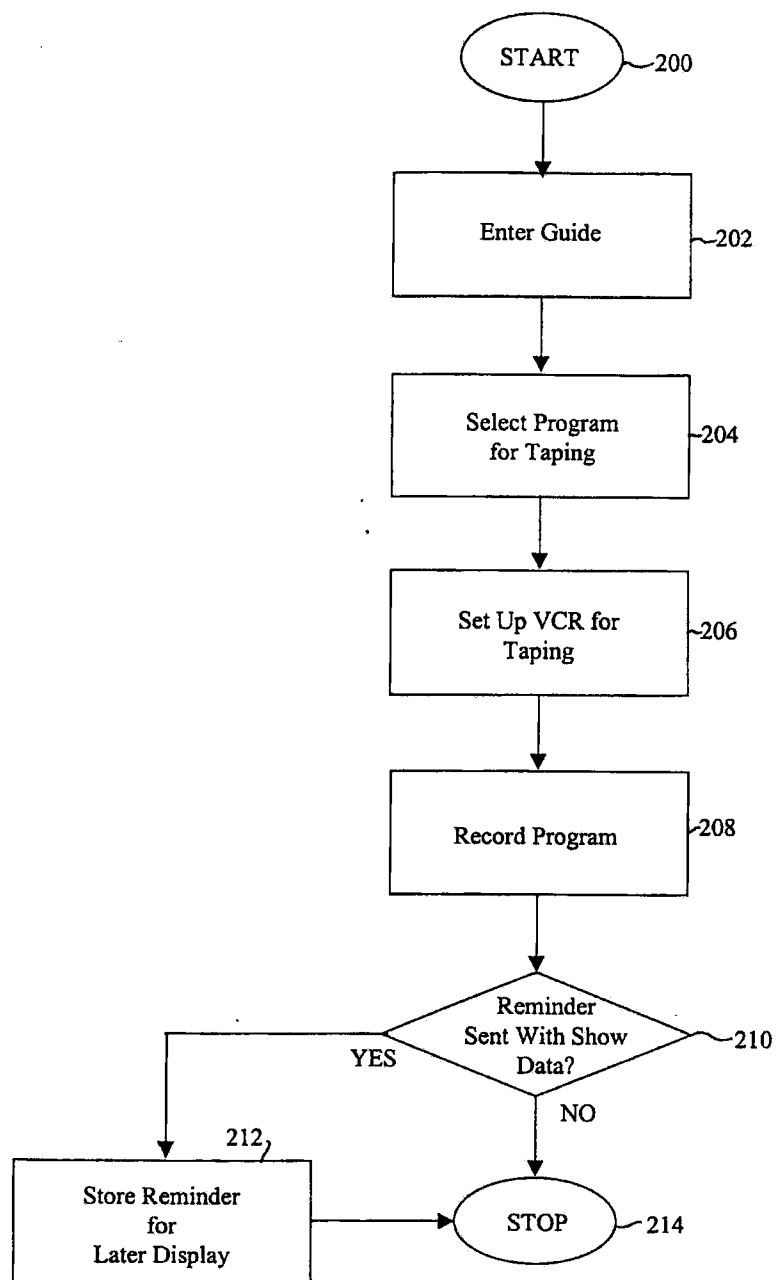 START
200
Enter Guide
202
Select Program
for Taping
204
Set Up VCR for
Taping
206
Record Program
208
Reminder
Sent With Show
Data?
210
YES
NO
212
Store Reminder
for
Later Display
STOP
214